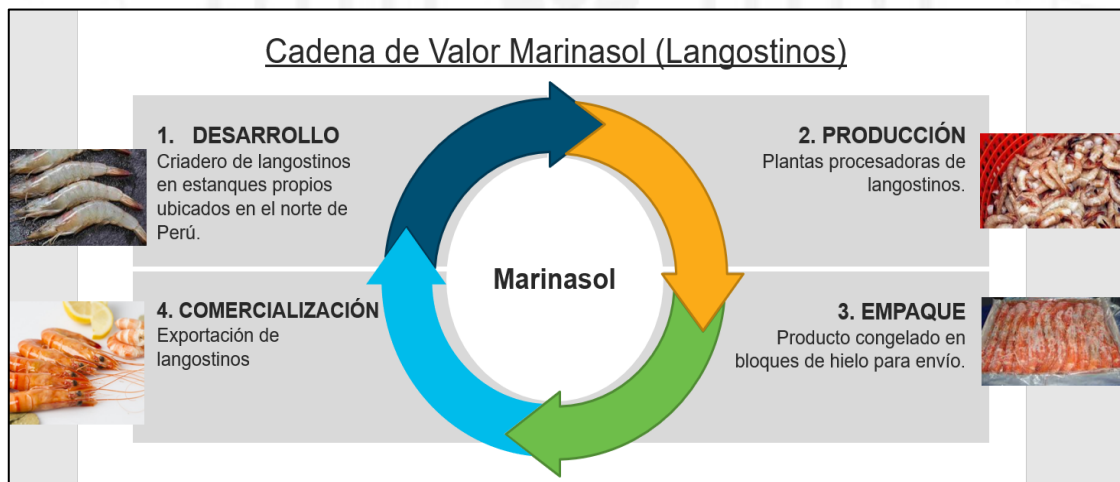 Cadena de Valor Marinasol (Langostinos)
1. DESARROLLO
Criadero de langostinos
en estanques propios
ubicados en el norte de
Perú.
2. PRODUCCIÓN
Plantas procesadoras de
langostinos.
Marinasol
4. COMERCIALIZACIÓN
Exportación de
langostinos
3. EMPAQUE
Producto congelado en
bloques de hielo para envío.